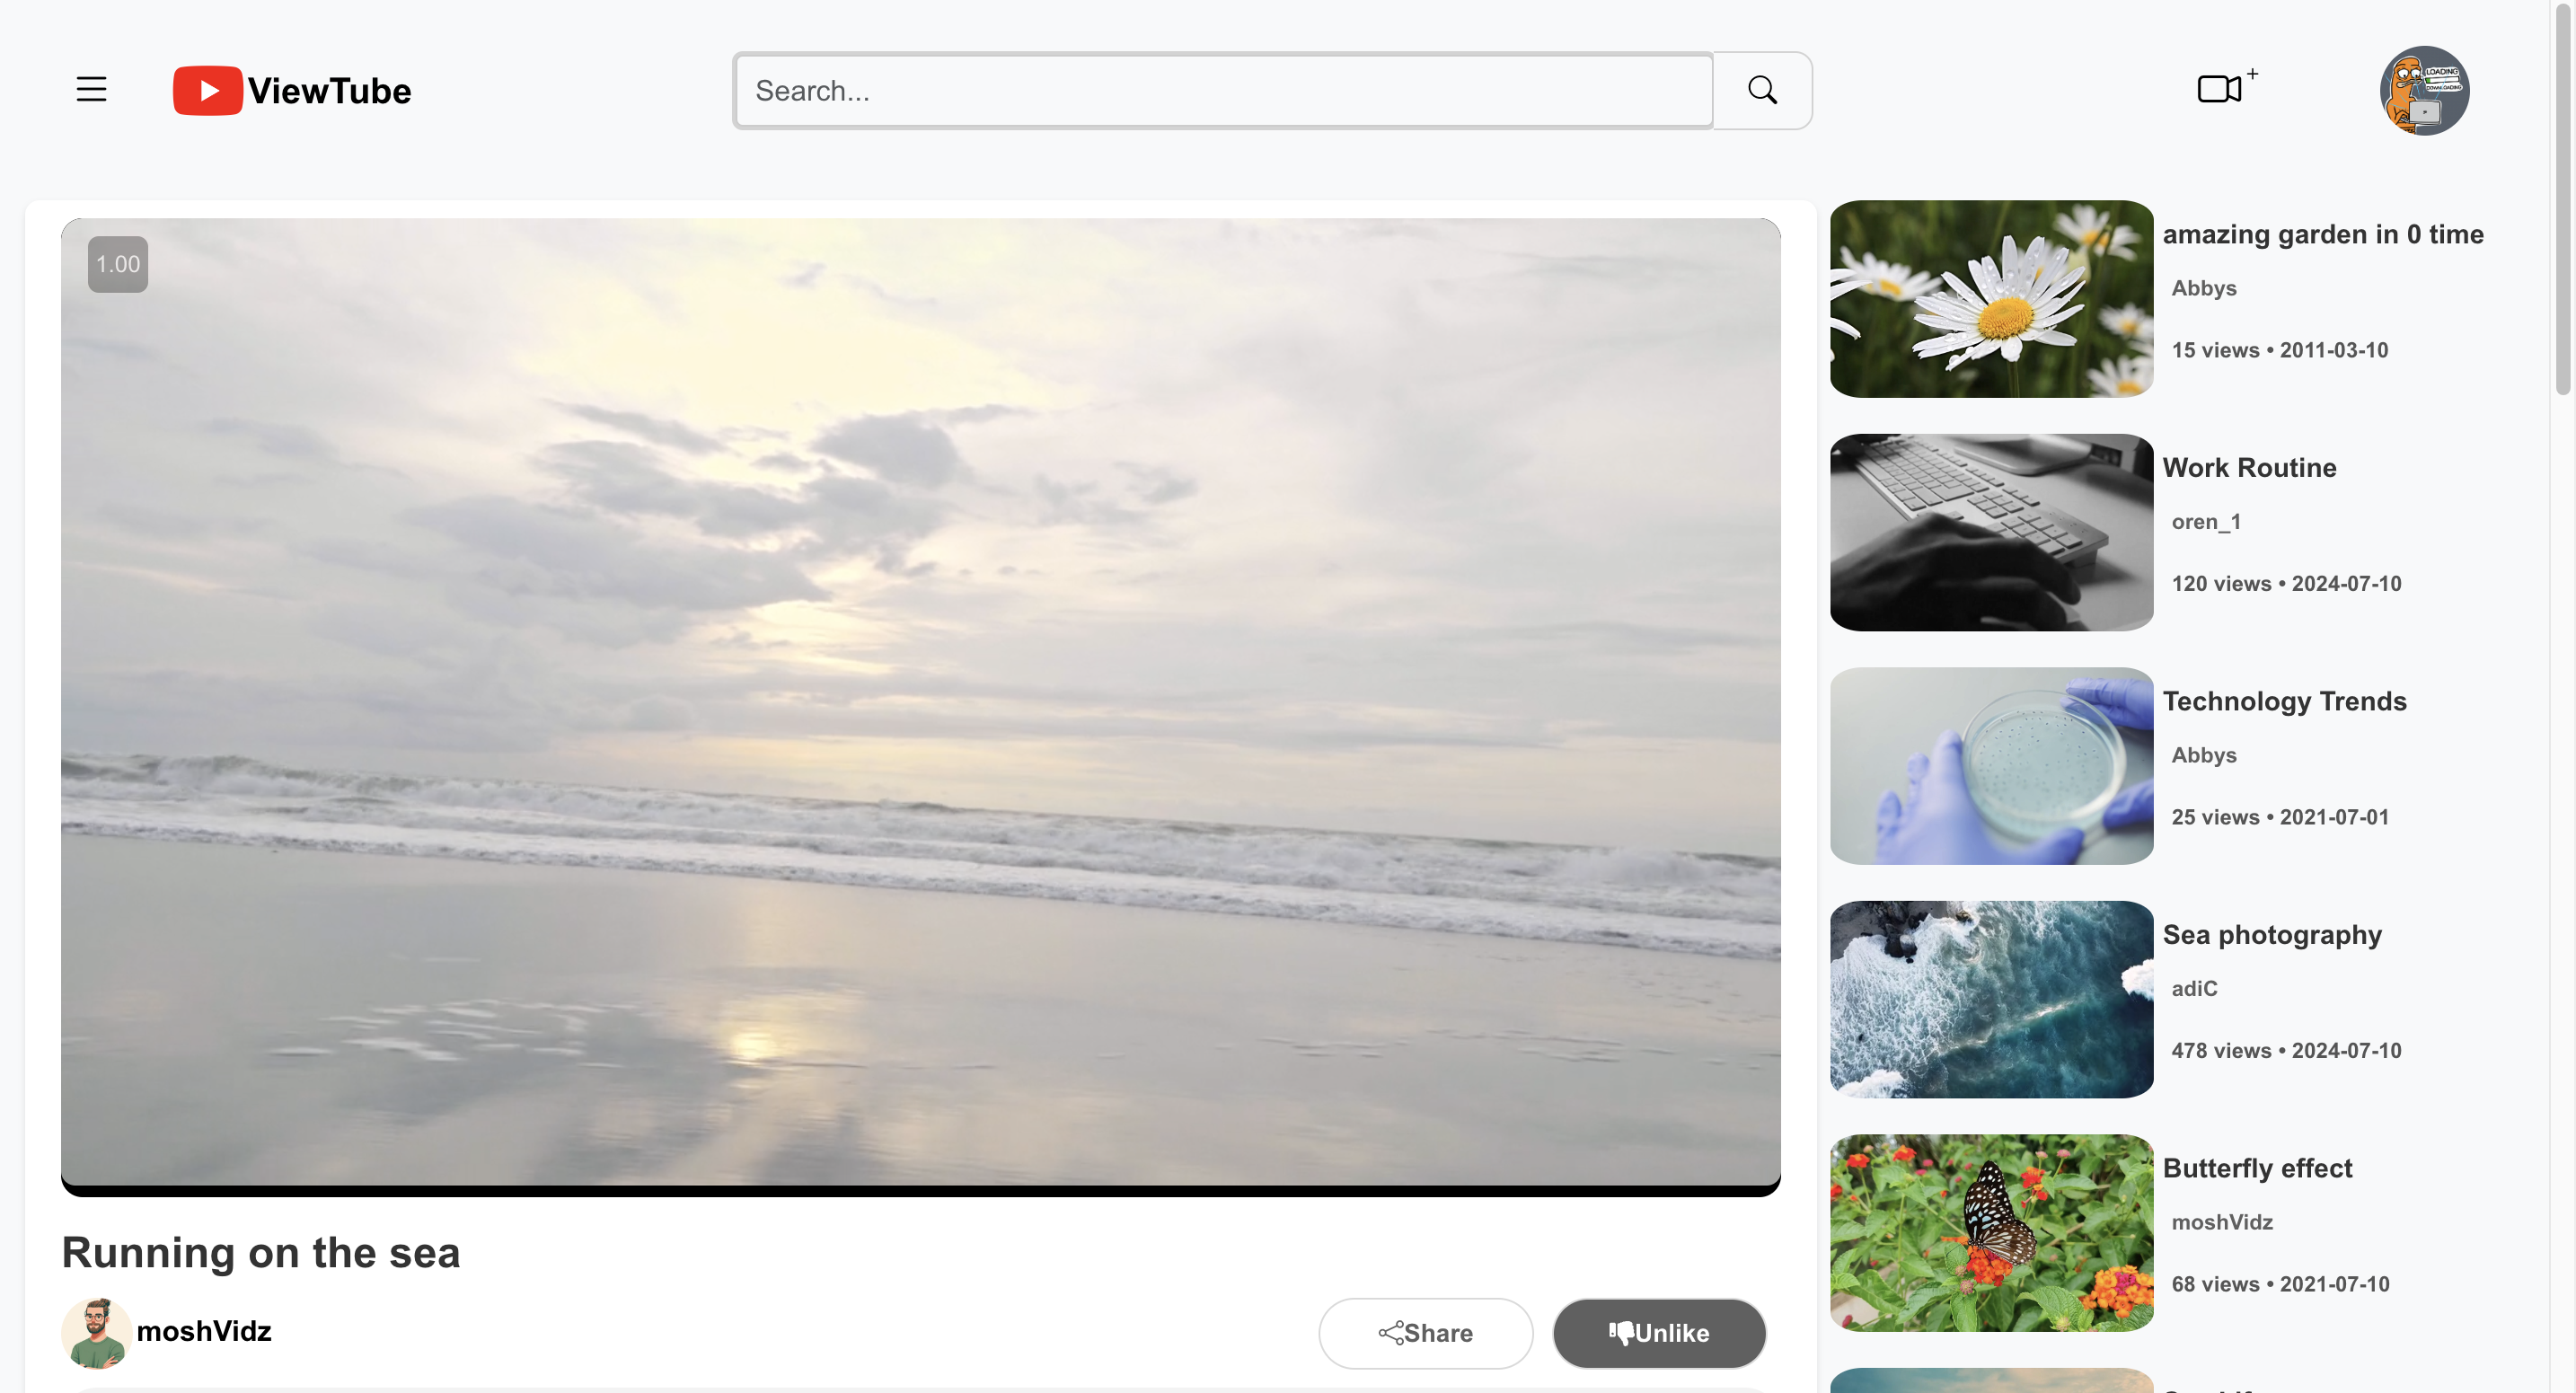 ViewTube
Search...
LOADING
DOWNLOADING
1.00
Running on the sea
moshVidz
Share
Unlike
amazing garden in 0 time
Abbys
15 views • 2011-03-10
Work Routine
oren_1
120 views • 2024-07-10
Technology Trends
Abbys
25 views • 2021-07-01
Sea photography
adiC
478 views • 2024-07-10
Butterfly effect
moshVidz
68 views • 2021-07-10